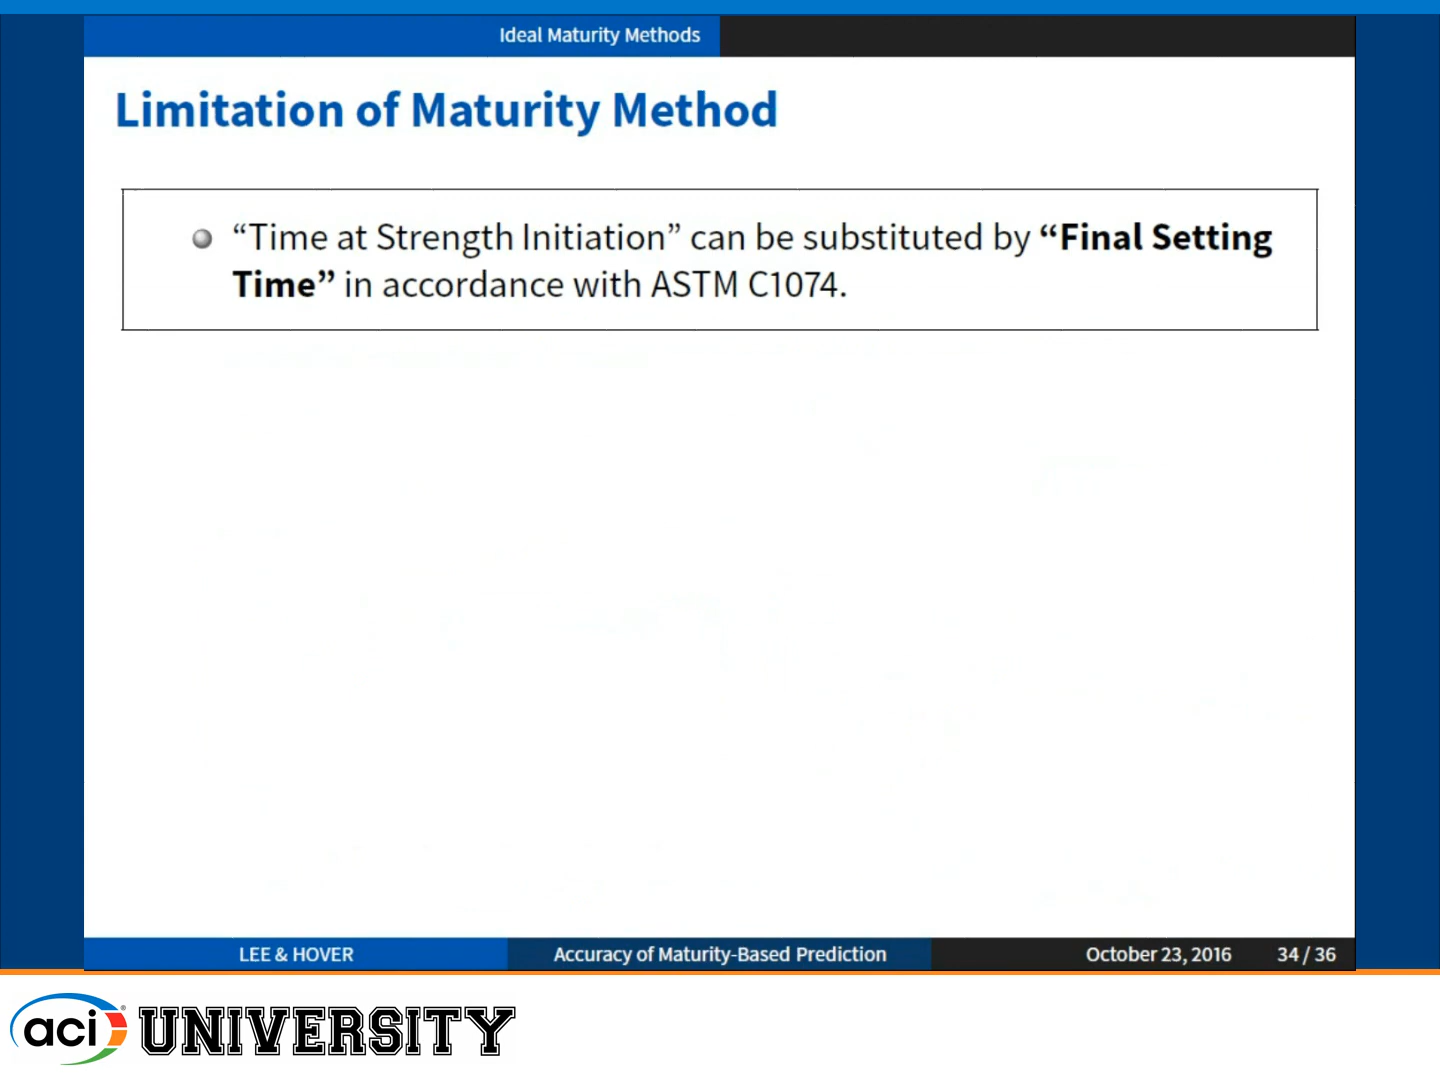 Ideal Maturity Methods
Limitation of Maturity Method
“Time at Strength Initiation” can be substituted by “Final Setting
Time” in accordance with ASTM C1074.
LEE & HOVER Accuracy of Maturity-Based Prediction October 23, 2016 34 / 36
aci® UNIVERSITY